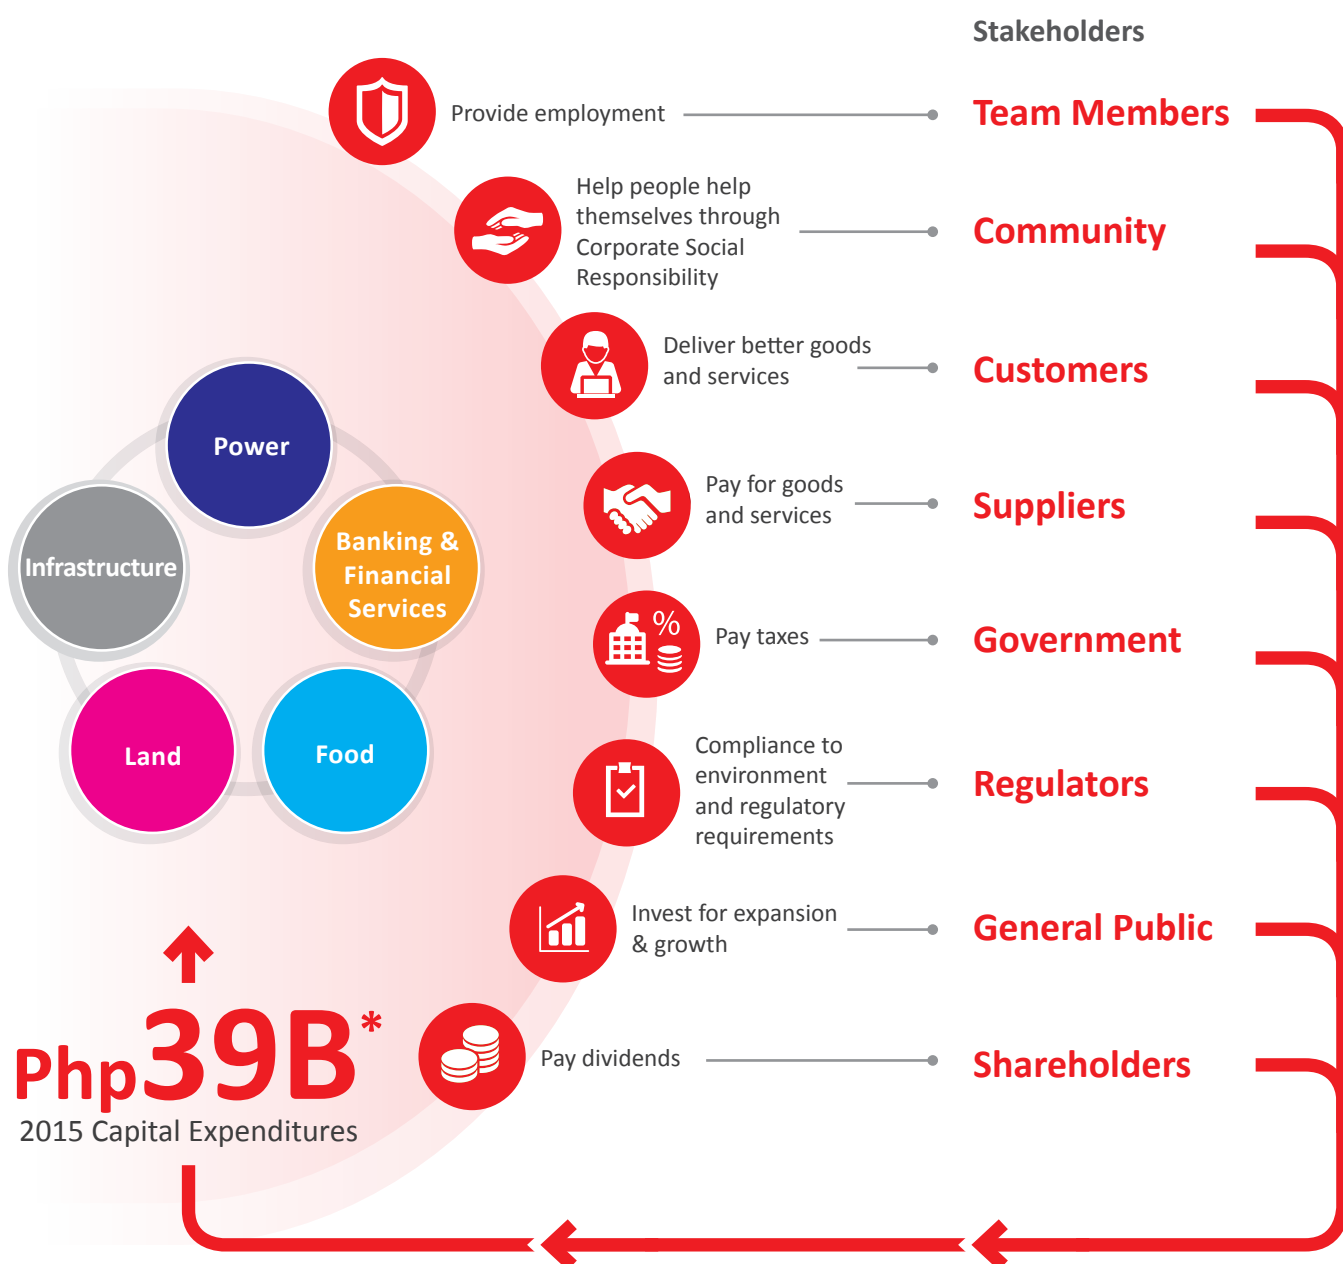 Stakeholders
Provide employment
Team Members
Help people help
themselves through
Corporate Social
Responsibility
Community
Deliver better goods
and services
Customers
Pay for goods
and services
Suppliers
%
Pay taxes
Government
Compliance to
environment
and regulatory
requirements
Regulators
Invest for expansion
& growth
General Public
Pay dividends
Shareholders
Power
Infrastructure
Banking &
Financial
Services
Land
Food
Php39B*
2015 Capital Expenditures